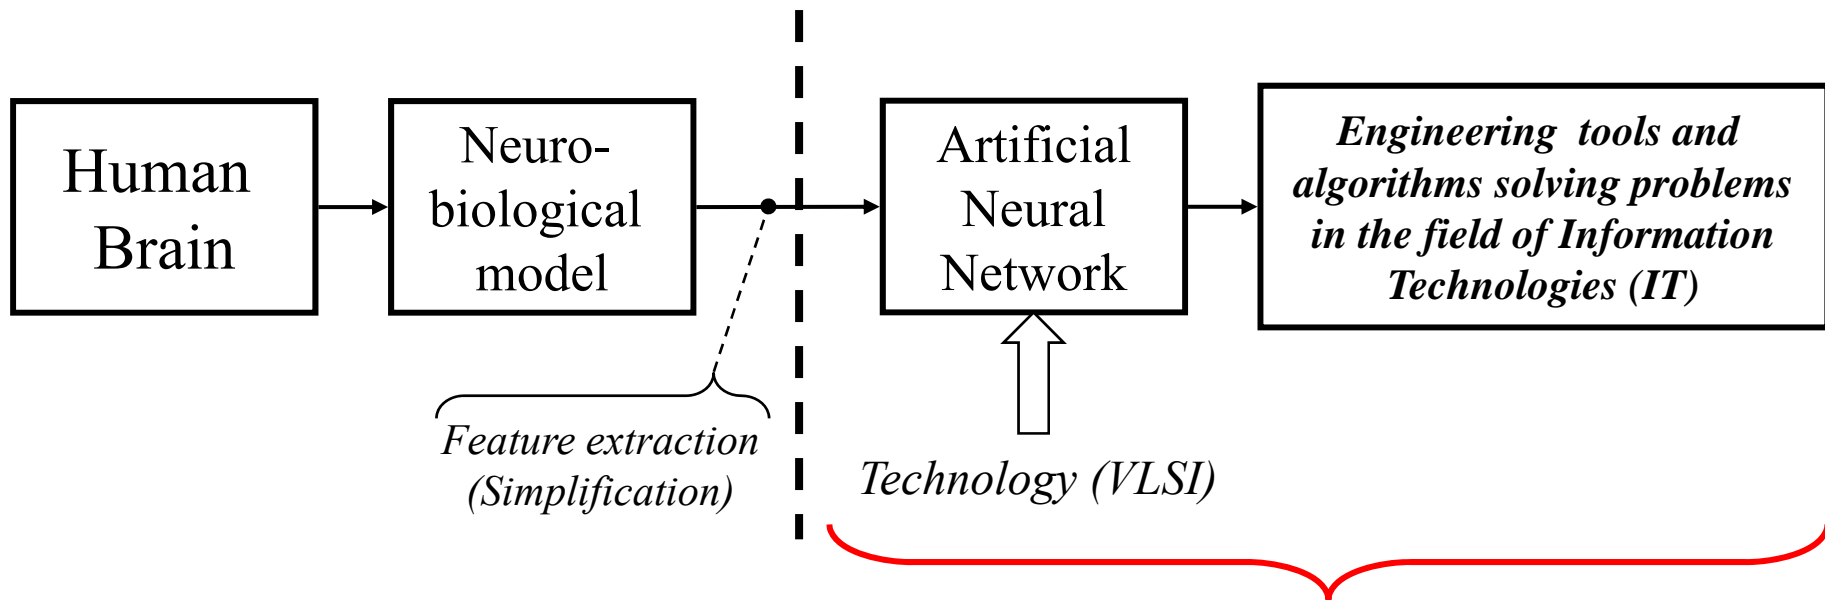 Human
Brain
Neuro-
biological
model
Artificial
Neural
Network
Engineering tools and
algorithms solving problems
in the field of Information
Technologies (IT)
Feature extraction
(Simplification)
Technology (VLSI)